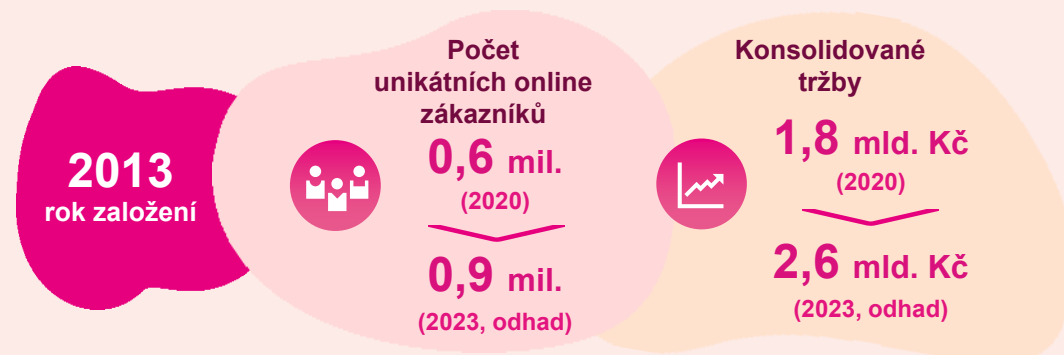 2013
rok založení
Počet
unikátních online
zákazníků
0,6 mil.
(2020)
0,9 mil.
(2023, odhad)
Konsolidované
tržby
1,8 mld. Kč
(2020)
2,6 mld. Kč
(2023, odhad)